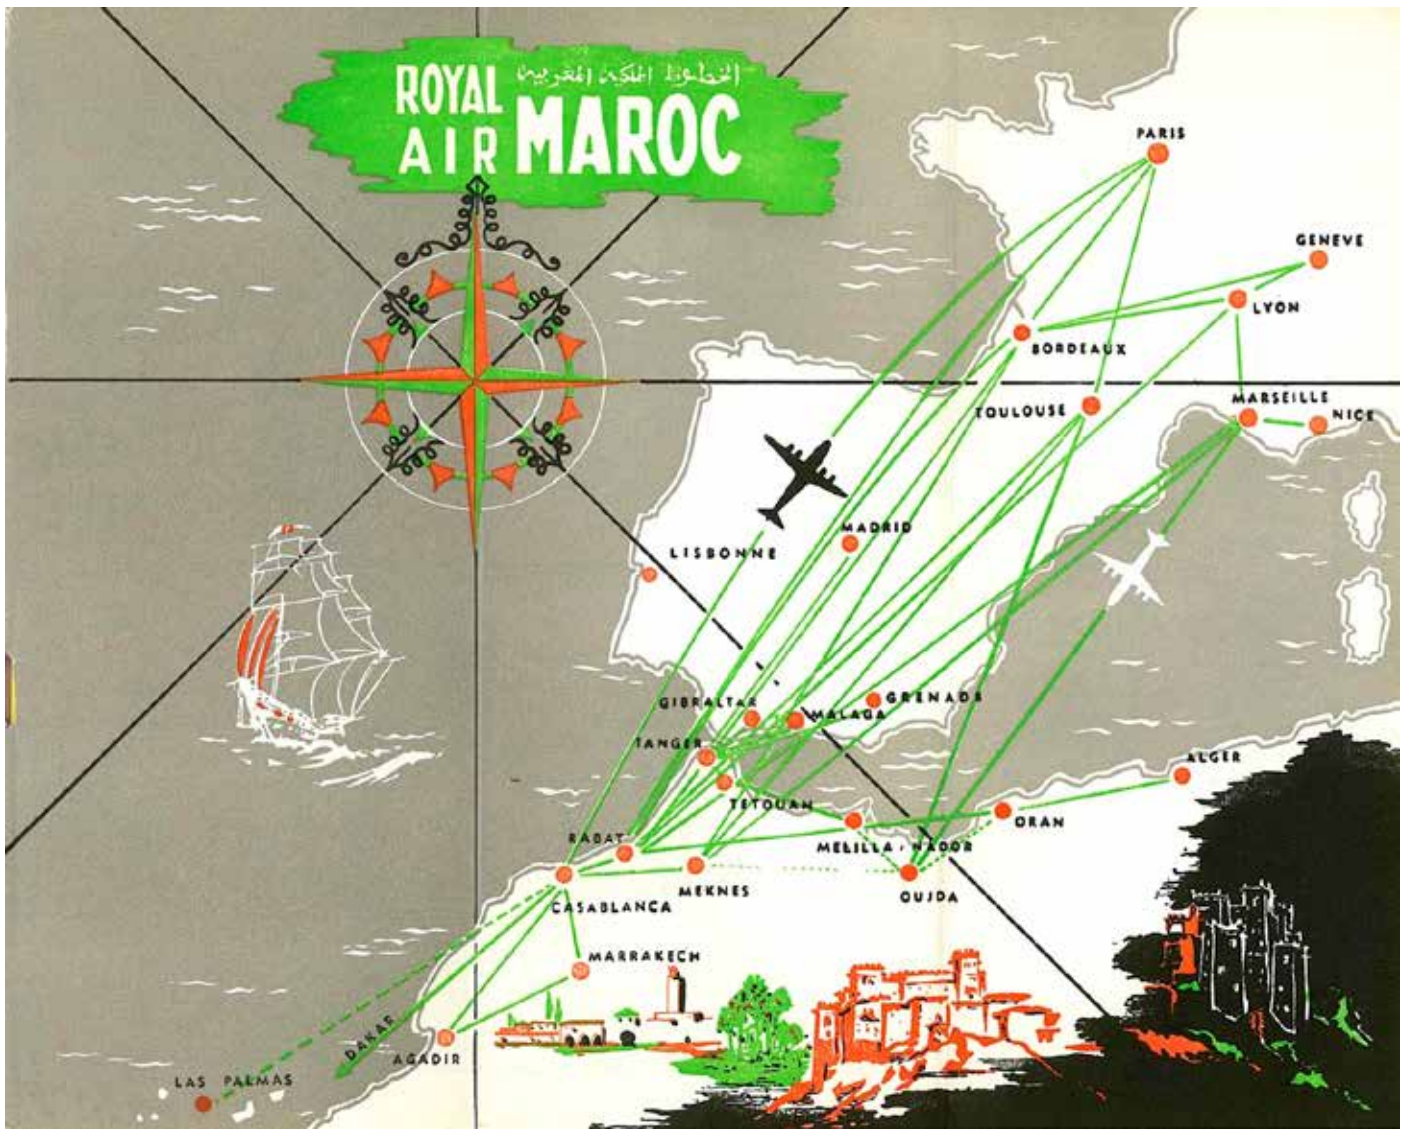 الخطوط الملكية المغربية
ROYAL AIR MAROC
PARIS
GENEVE
LYON
BORDEAUX
MARSEILLE
NICE
TOULOUSE
MADRID
LISBONNE
GRENADE
GIBRALTAR
MALAGA
TANGER
ALGER
TETOUAN
ORAN
RABAT
MELILLA-NADOR
MEKNES
OUJDA
CASABLANCA
MARRAKECH
DAKAR
AGADIR
LAS PALMAS